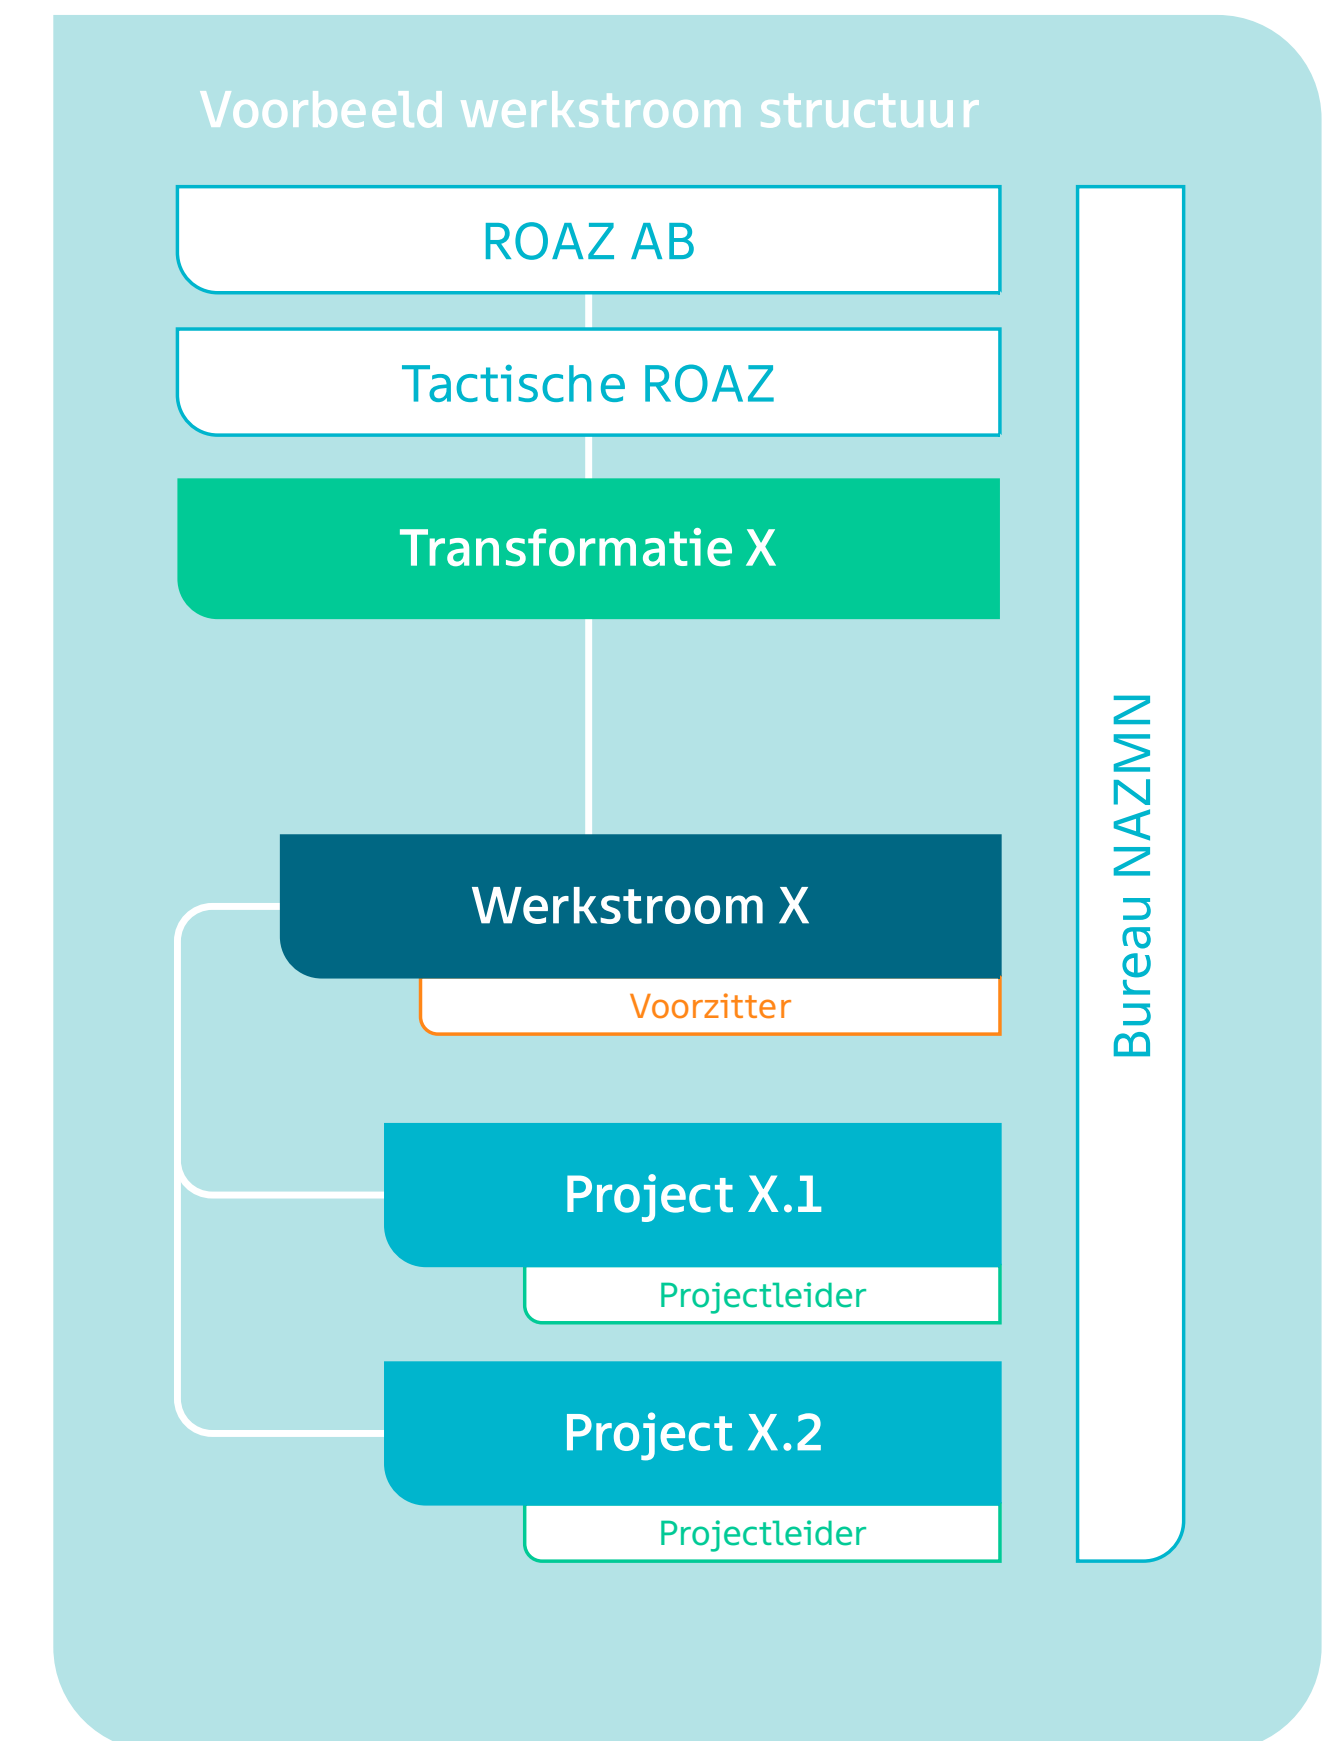 Voorbeeld werkstroom structuur
ROAZ AB
Tactische ROAZ
Transformatie X
Werkstroom X
Voorzitter
Project X.1
Projectleider
Project X.2
Projectleider
Bureau NAZMN